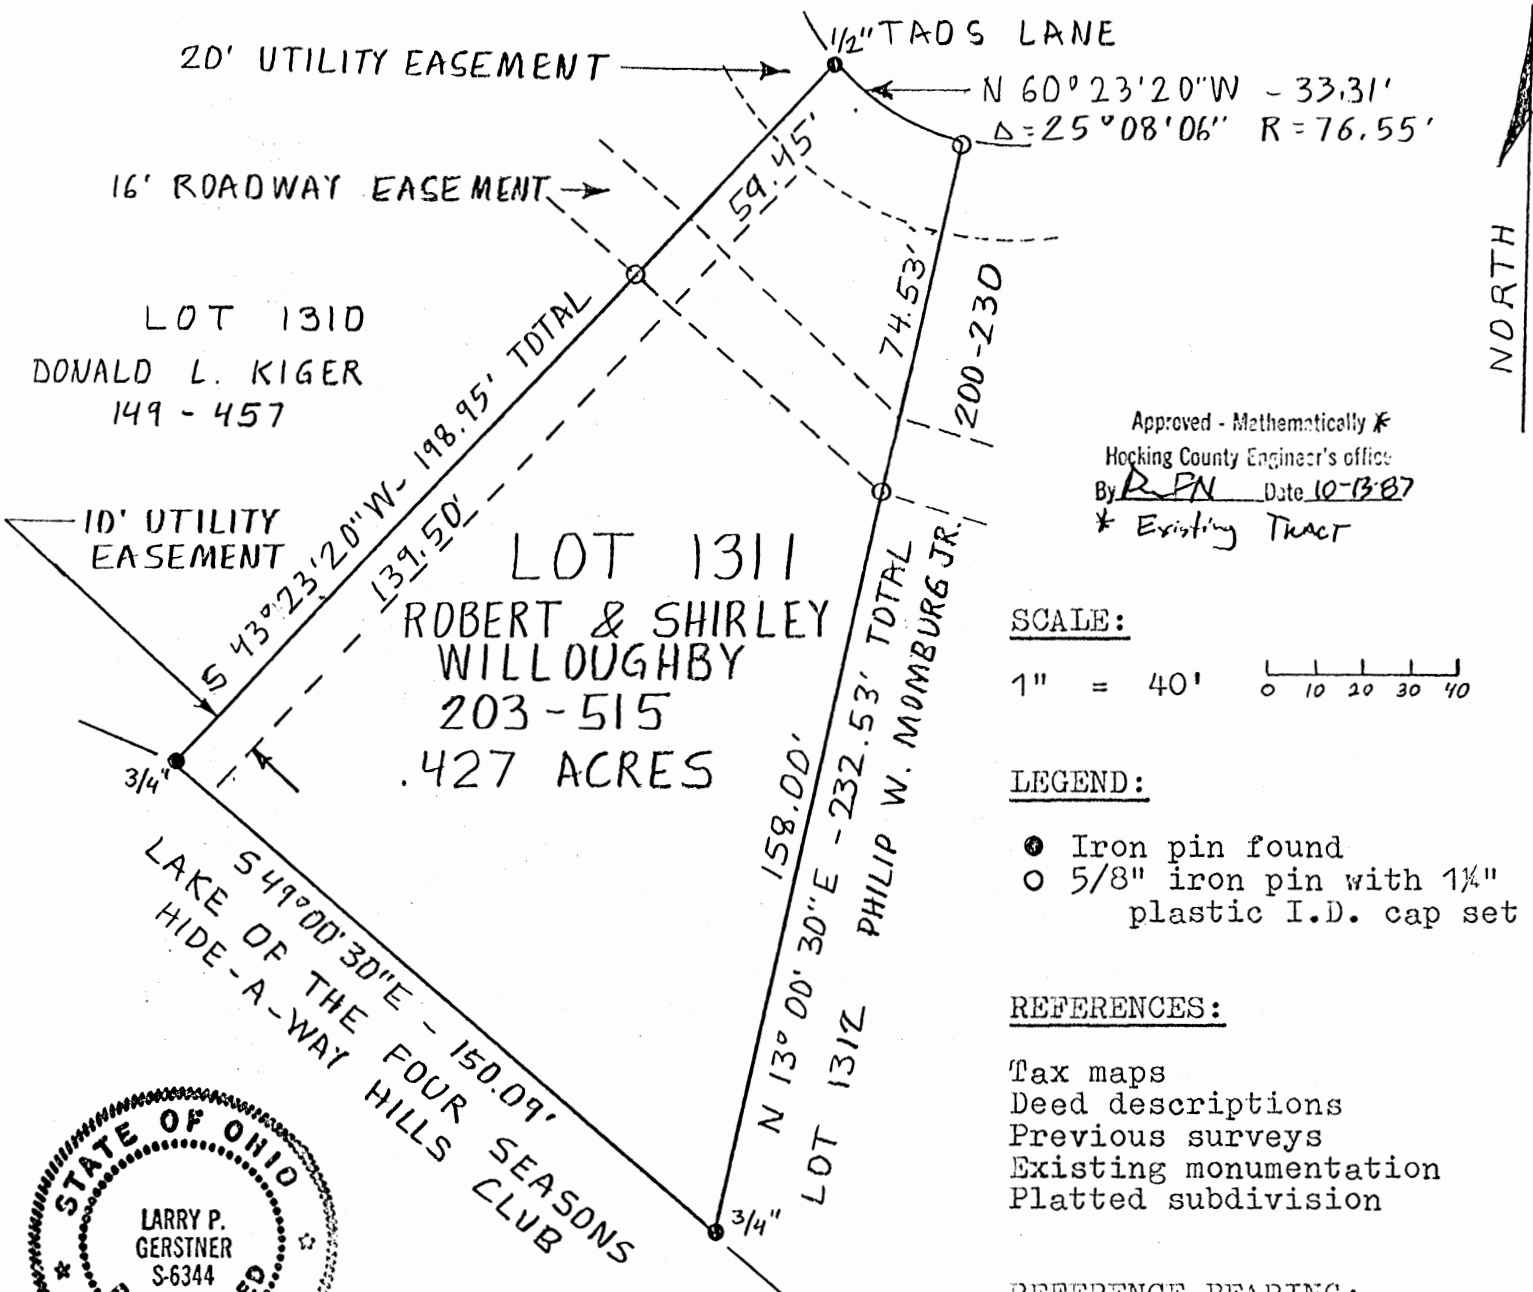 1/2" TAOS LANE
20' UTILITY EASEMENT
N 60°23'20"W - 33.31'
Δ=25°08'06" R=76.55'
16' ROADWAY EASEMENT
59.45'
74.53'
200-230
NORTH
LOT 1310
DONALD L. KIGER
149-457
S 43°23'20"W- 198.95' TOTAL
139.50'
10' UTILITY
EASEMENT
LOT 1311
ROBERT & SHIRLEY
WILLOUGHBY
203-515
.427 ACRES
Approved - Mathematically *
Hocking County Engineer's office
By Date 10-13-87
* Existing TRACT
SCALE:
1" = 40'
0 10 20 30 40
158.00'
N 13°00'30"E - 232.53' TOTAL
LOT 1312 PHILIP W. MOMBURG JR.
3/4"
S 49°00'30"E - 150.09'
LAKE OF THE FOUR SEASONS
HIDE-A-WAY HILLS CLUB
3/4"
LEGEND:
Iron pin found
5/8" iron pin with 1¼"
plastic I.D. cap set
REFERENCES:
Tax maps
Deed descriptions
Previous surveys
Existing monumentation
Platted subdivision
REFERENCE BEARING:
STATE OF OHIO
LARRY P.
GERSTNER
S-6344